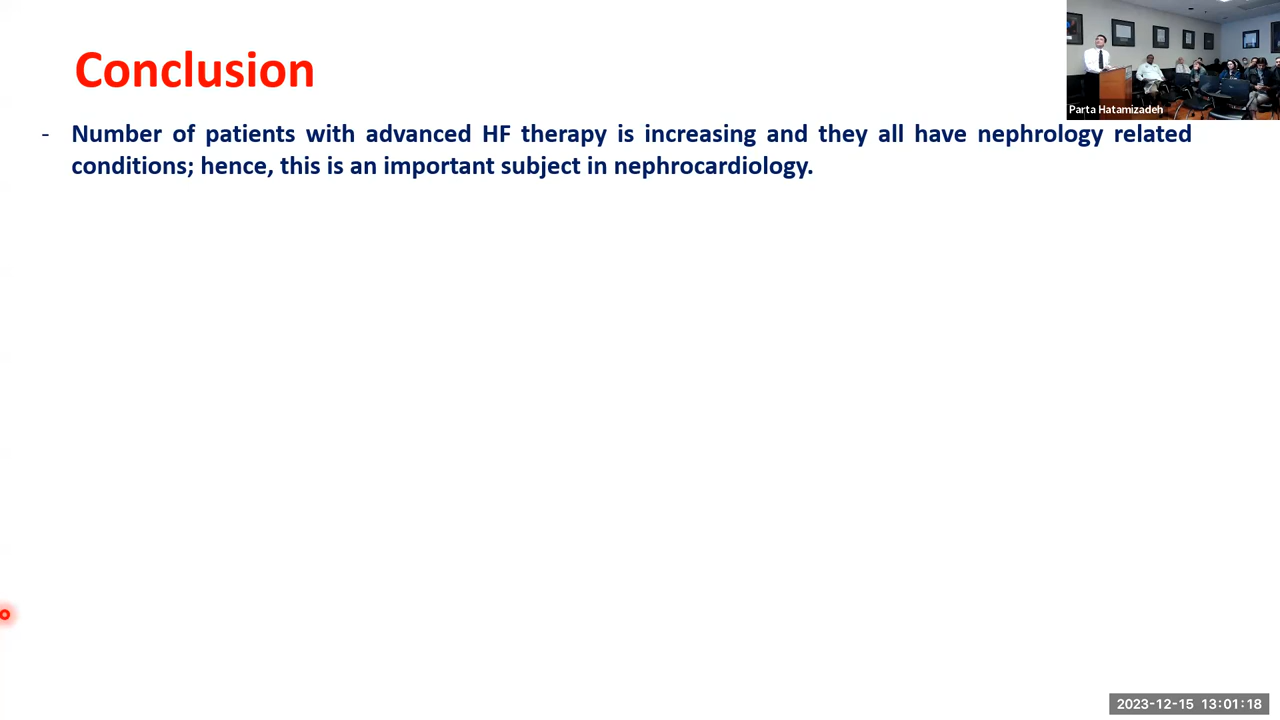 Conclusion
Parta Hatamizadeh
- Number of patients with advanced HF therapy is increasing and they all have nephrology related
conditions; hence, this is an important subject in nephrocardiology.
2023-12-15 13:01:18